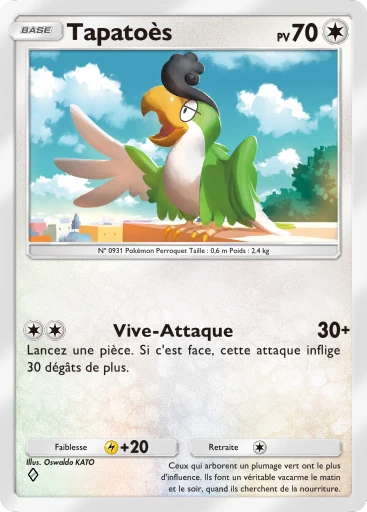 BASE
Tapatoès
PV 70
N° 0931 Pokémon Perroquet Taille : 0,6 m Poids : 2.4 kg
Vive-Attaque 30+
Lancez une pièce. Si c'est face, cette attaque inflige
30 dégâts de plus.
Faiblesse +20 Retraite
Illus. Oswaldo KATO
Ceux qui arborent un plumage vert ont le plus
d'influence. Ils font un véritable vacarme le matin
et le soir, quand ils cherchent de la nourriture.